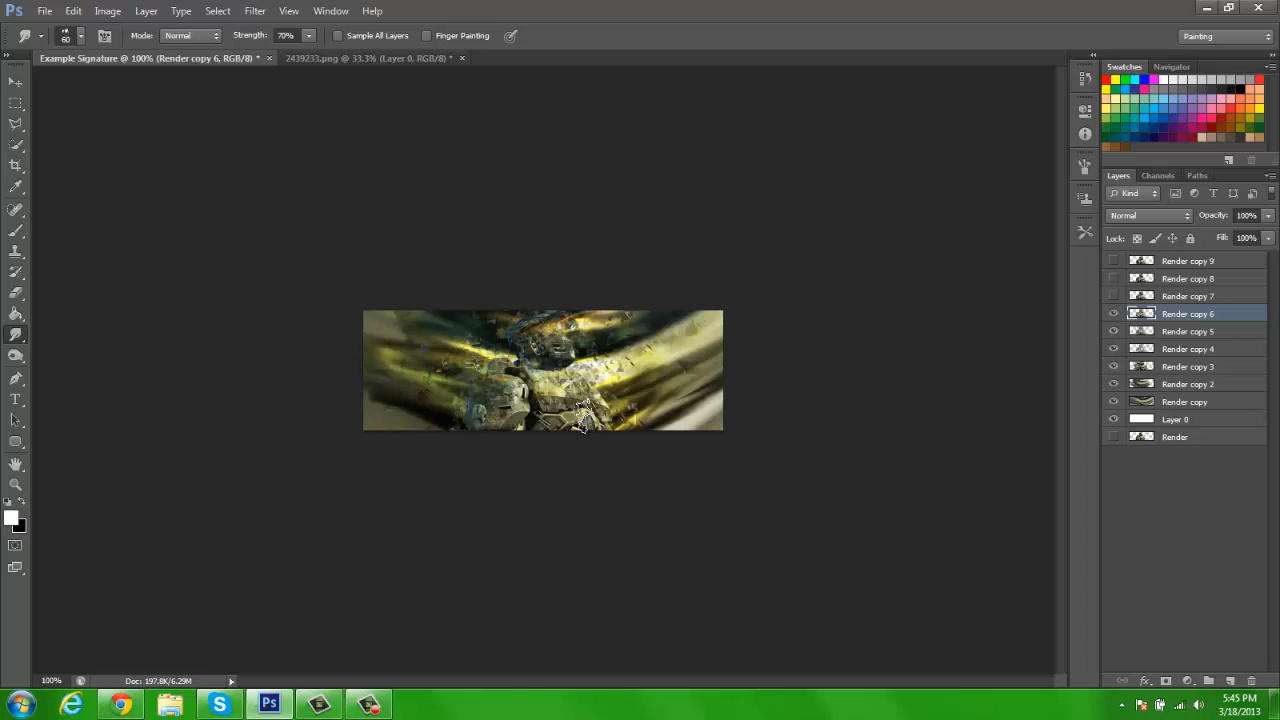 Ps File Edit Image Layer Type Select Filter View Window Help
60 Mode: Normal Strength: 70% Sample All Layers Finger Painting Painting
Example Signature @ 100% (Render copy 6, RGB/8) * × 2439233.png @ 33.3% (Layer 0, RGB/8) * ×
Swatches Navigator
Layers Channels Paths
Kind
Normal Opacity: 100%
Lock: Fill: 100%
Render copy 9
Render copy 8
Render copy 7
Render copy 6
Render copy 5
Render copy 4
Render copy 3
Render copy 2
Render copy
Layer 0
Render
100% Doc: 197.8K/6.29M
Ps
5:45 PM
3/18/2013